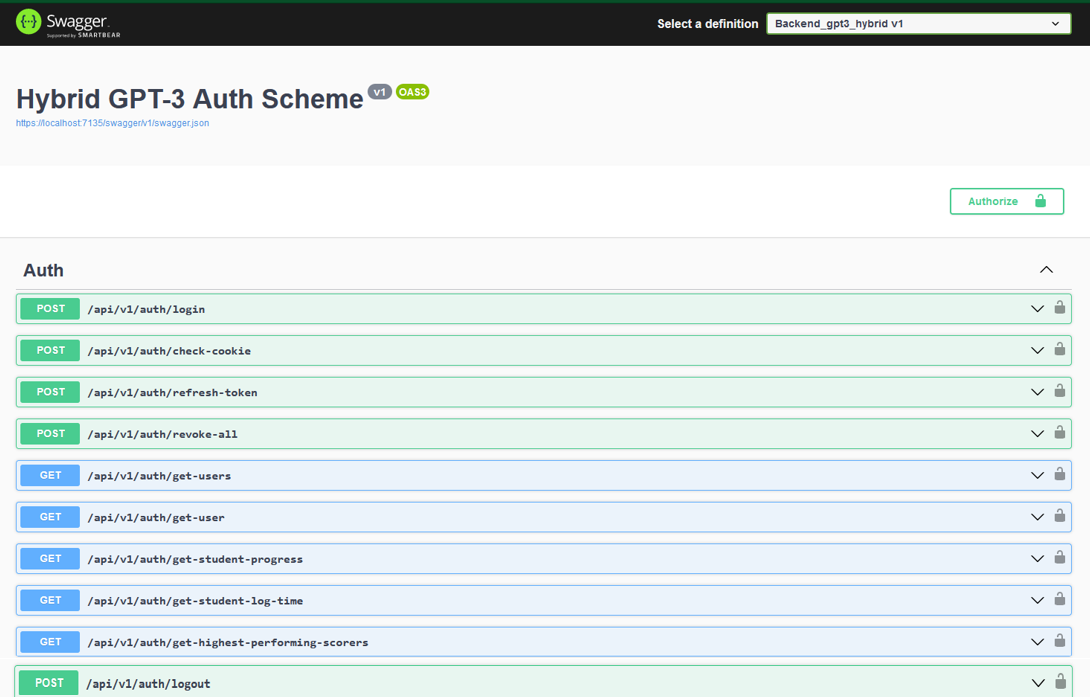 Swagger.
Supported by SMARTBEAR
Select a definition
Backend_gpt3_hybrid v1
Hybrid GPT-3 Auth Scheme v1 OAS3
https://localhost:7135/swagger/v1/swagger.json
Authorize
Auth
POST /api/v1/auth/login
POST /api/v1/auth/check-cookie
POST /api/v1/auth/refresh-token
POST /api/v1/auth/revoke-all
GET /api/v1/auth/get-users
GET /api/v1/auth/get-user
GET /api/v1/auth/get-student-progress
GET /api/v1/auth/get-student-log-time
GET /api/v1/auth/get-highest-performing-scorers
POST /api/v1/auth/logout